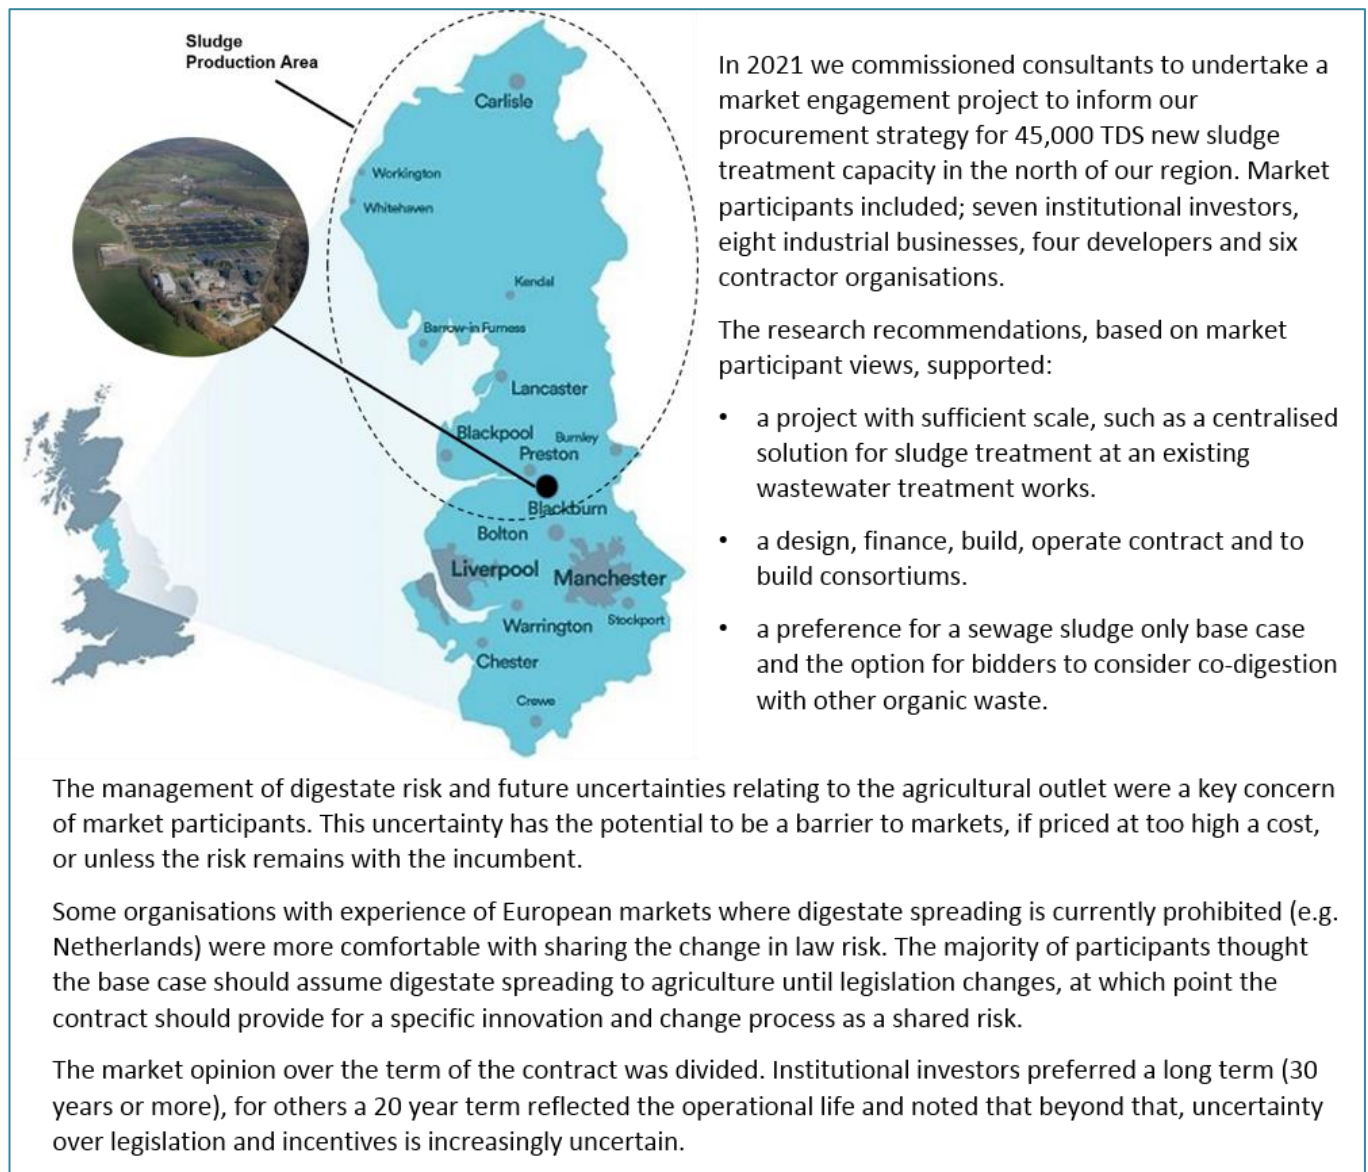 Sludge
Production Area
Carlisle
Workington
Whitehaven
Kendal
Barrow-in Furness
Lancaster
Blackpool
Burnley
Preston
Blackburn
Bolton
Liverpool
Manchester
Warrington
Stockport
Chester
Crewe
In 2021 we commissioned consultants to undertake a
market engagement project to inform our
procurement strategy for 45,000 TDS new sludge
treatment capacity in the north of our region. Market
participants included; seven institutional investors,
eight industrial businesses, four developers and six
contractor organisations.
The research recommendations, based on market
participant views, supported:
• a project with sufficient scale, such as a centralised
solution for sludge treatment at an existing
wastewater treatment works.
• a design, finance, build, operate contract and to
build consortiums.
• a preference for a sewage sludge only base case
and the option for bidders to consider co-digestion
with other organic waste.
The management of digestate risk and future uncertainties relating to the agricultural outlet were a key concern
of market participants. This uncertainty has the potential to be a barrier to markets, if priced at too high a cost,
or unless the risk remains with the incumbent.
Some organisations with experience of European markets where digestate spreading is currently prohibited (e.g.
Netherlands) were more comfortable with sharing the change in law risk. The majority of participants thought
the base case should assume digestate spreading to agriculture until legislation changes, at which point the
contract should provide for a specific innovation and change process as a shared risk.
The market opinion over the term of the contract was divided. Institutional investors preferred a long term (30
years or more), for others a 20 year term reflected the operational life and noted that beyond that, uncertainty
over legislation and incentives is increasingly uncertain.